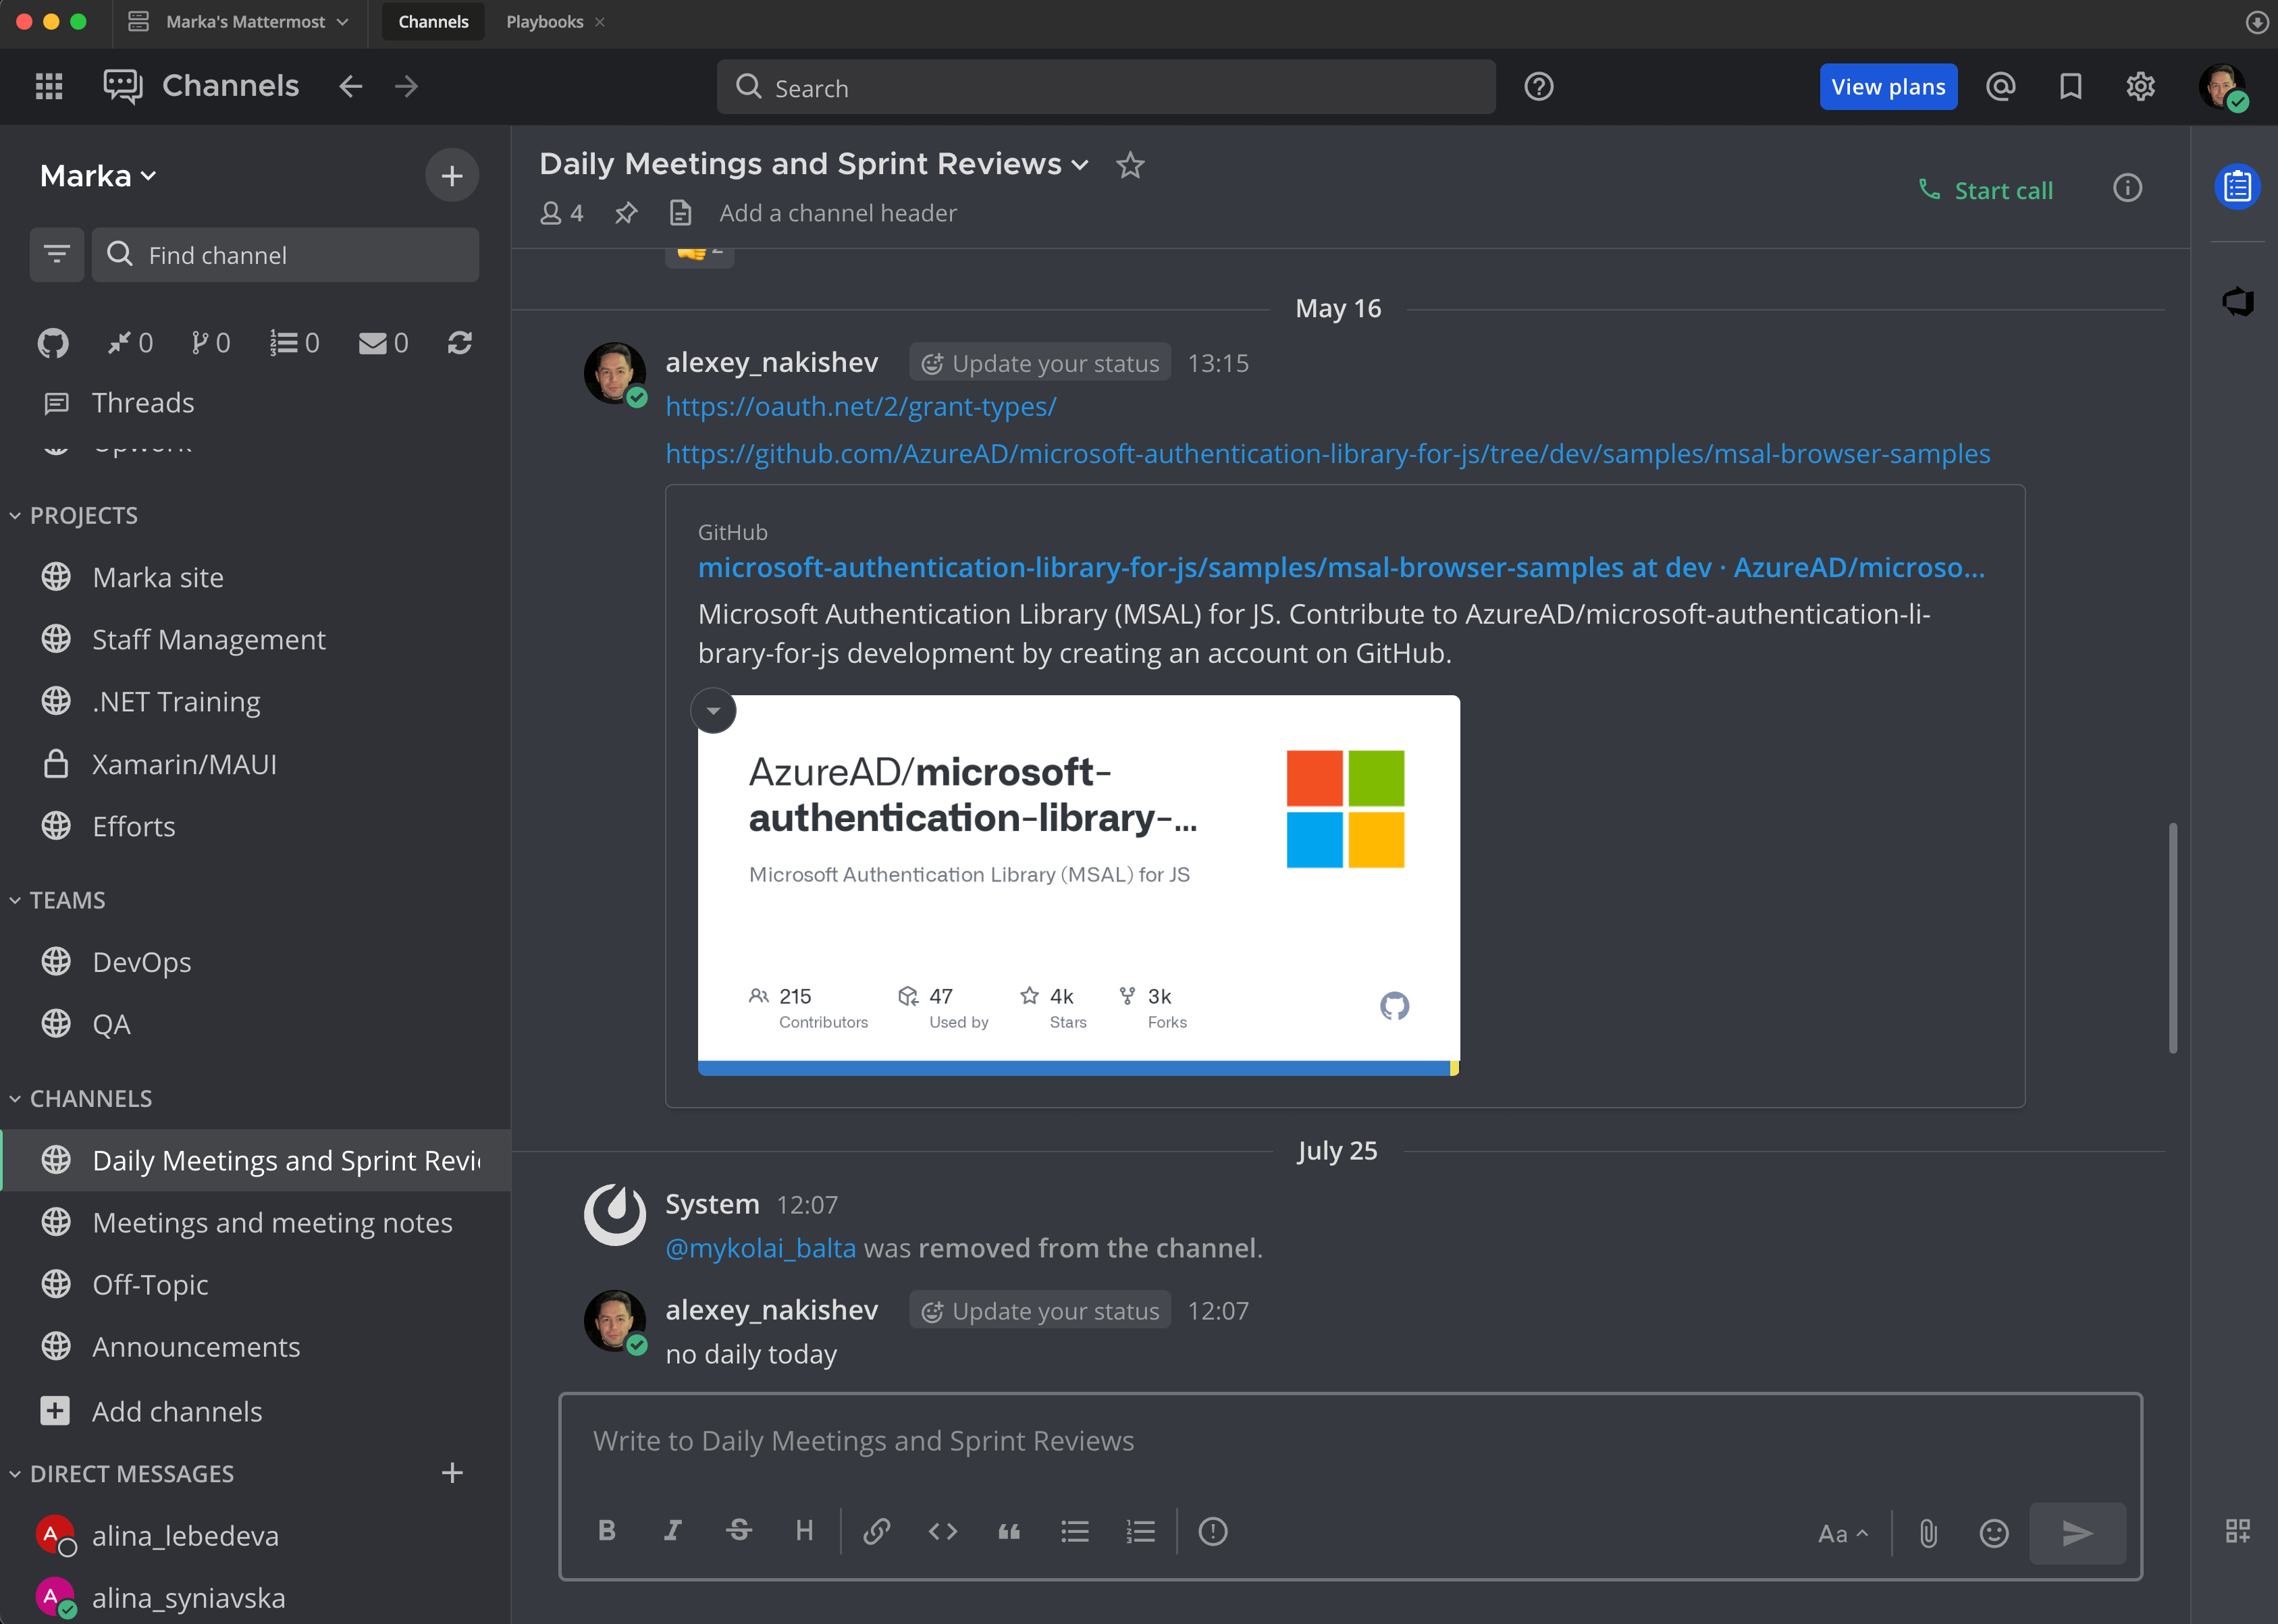 Marka's Mattermost
Channels
Playbooks
Channels
Search
View plans
Marka
Find channel
0 0 0 0
Threads
Upwork
PROJECTS
Marka site
Staff Management
.NET Training
Xamarin/MAUI
Efforts
TEAMS
DevOps
QA
CHANNELS
Daily Meetings and Sprint Revi
Meetings and meeting notes
Off-Topic
Announcements
Add channels
DIRECT MESSAGES
A alina_lebedeva
A alina_syniavska
Daily Meetings and Sprint Reviews
4 Add a channel header
Start call
2
May 16
alexey_nakishev Update your status 13:15
https://oauth.net/2/grant-types/
https://github.com/AzureAD/microsoft-authentication-library-for-js/tree/dev/samples/msal-browser-samples
GitHub
microsoft-authentication-library-for-js/samples/msal-browser-samples at dev · AzureAD/microso...
Microsoft Authentication Library (MSAL) for JS. Contribute to AzureAD/microsoft-authentication-li-
brary-for-js development by creating an account on GitHub.
AzureAD/microsoft-
authentication-library-...
Microsoft Authentication Library (MSAL) for JS
215 47 4k 3k
Contributors Used by Stars Forks
July 25
System 12:07
@mykolai_balta was removed from the channel.
alexey_nakishev Update your status 12:07
no daily today
Write to Daily Meetings and Sprint Reviews
B I S H
Aa